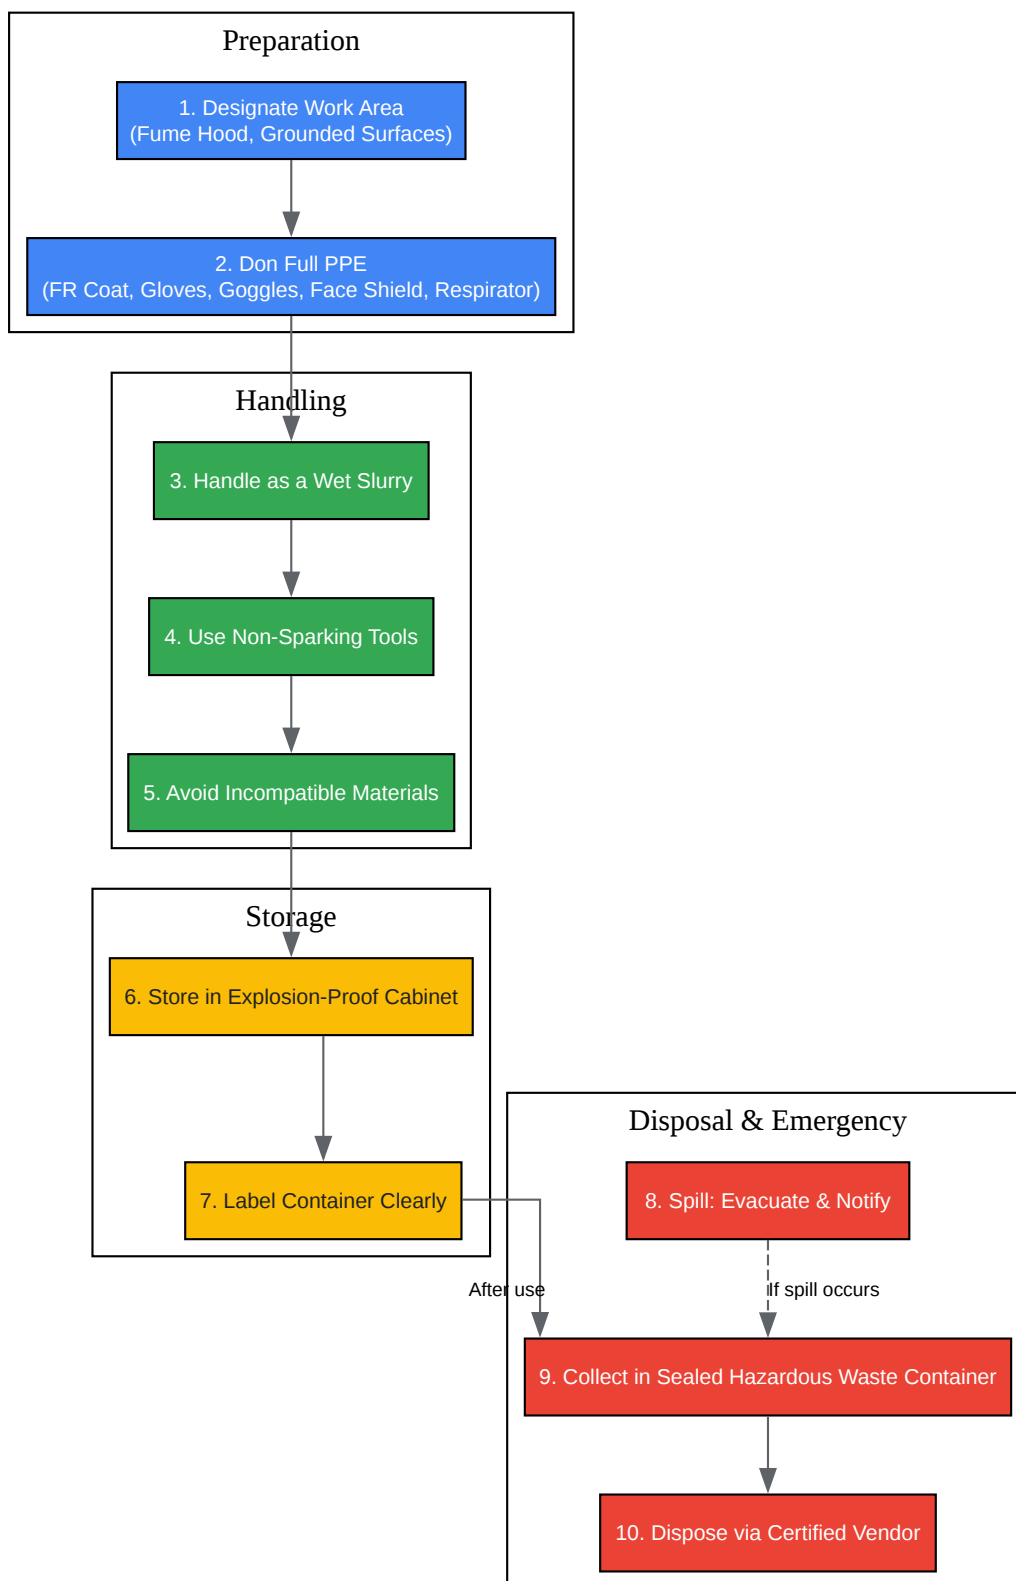 Preparation
1. Designate Work Area
(Fume Hood, Grounded Surfaces)
2. Don Full PPE
(FR Coat, Gloves, Goggles, Face Shield, Respirator)
Handling
3. Handle as a Wet Slurry
4. Use Non-Sparking Tools
5. Avoid Incompatible Materials
Storage
6. Store in Explosion-Proof Cabinet
7. Label Container Clearly
Disposal & Emergency
8. Spill: Evacuate & Notify
After use
If spill occurs
9. Collect in Sealed Hazardous Waste Container
10. Dispose via Certified Vendor